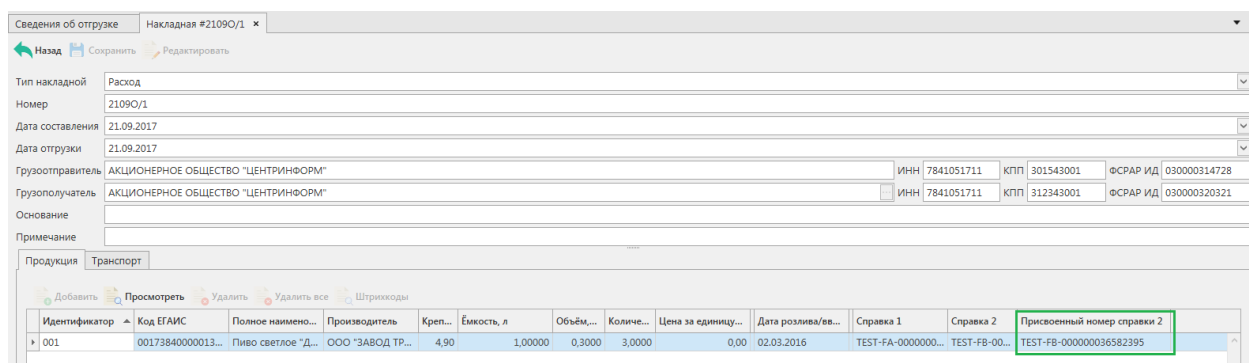 Сведения об отгрузке Накладная #2109О/1 ×
Назад Сохранить Редактировать
Тип накладной Расход
Номер 2109О/1
Дата составления 21.09.2017
Дата отгрузки 21.09.2017
Грузоотправитель АКЦИОНЕРНОЕ ОБЩЕСТВО "ЦЕНТРИНФОРМ" ИНН 7841051711 КПП 301543001 ФСРАР ИД 030000314728
Грузополучатель АКЦИОНЕРНОЕ ОБЩЕСТВО "ЦЕНТРИНФОРМ" ИНН 7841051711 КПП 312343001 ФСРАР ИД 030000320321
Основание
Примечание
Продукция Транспорт
Добавить Просмотреть Удалить Удалить все Штрихкоды
Идентификатор Код ЕГАИС Полное наимено... Производитель Креп... Ёмкость, л Объём,... Количе... Цена за единицу... Дата розлива/вв... Справка 1 Справка 2 Присвоенный номер справки 2
001 00173840000013... Пиво светлое "Д... ООО "ЗАВОД ТР... 4,90 1,00000 0,3000 3,0000 0,00 02.03.2016 TEST-FA-0000000... TEST-FB-00... TEST-FB-000000036582395